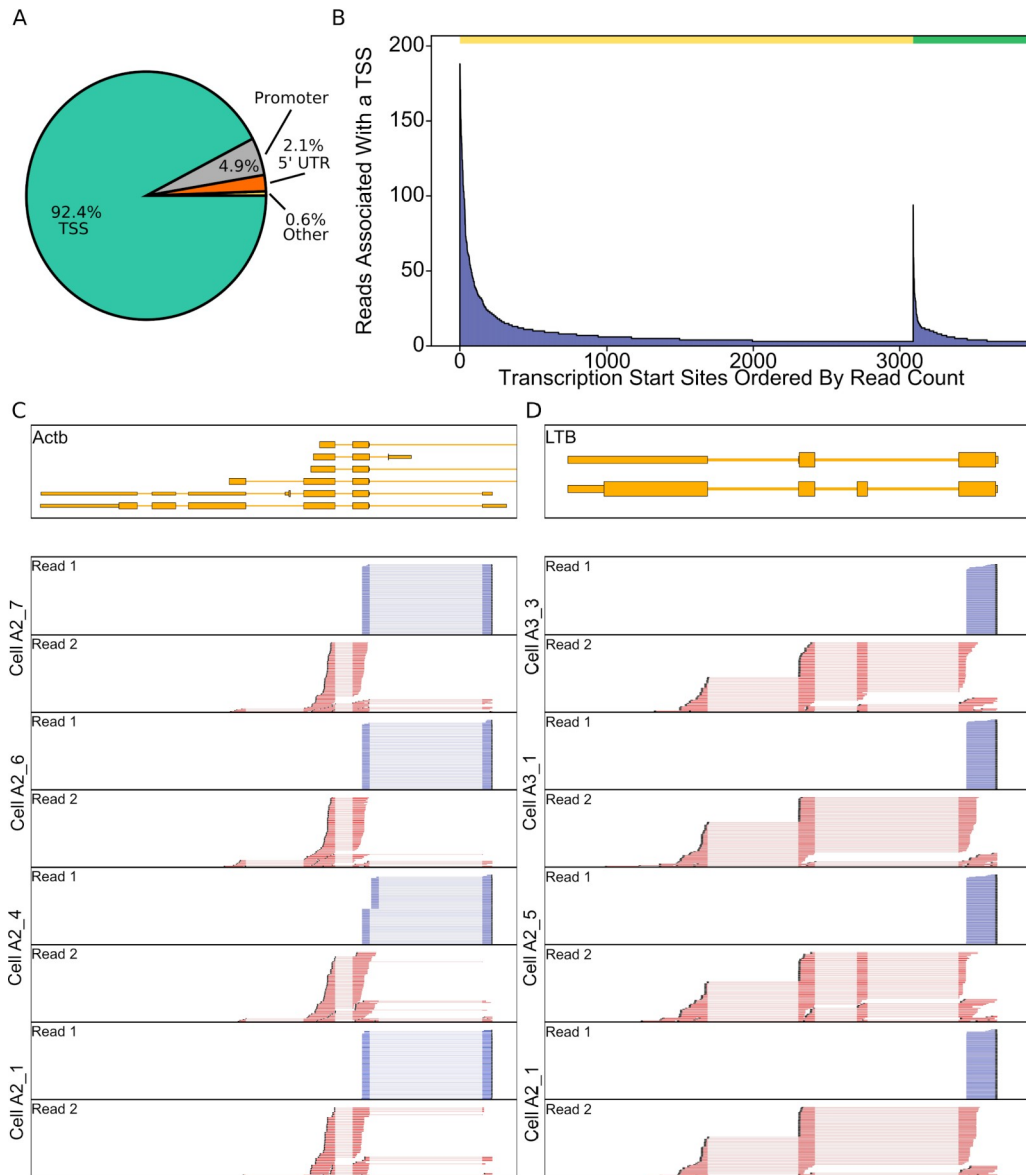 A
Promoter
2.1%
5' UTR
4.9%
92.4%
TSS
0.6%
Other
B
Reads Associated With a TSS
200
150
100
50
0
0
1000
2000
3000
Transcription Start Sites Ordered By Read Count
C
Actb
Cell A2_7
Read 1
Read 2
Cell A2_6
Read 1
Read 2
Cell A2_4
Read 1
Read 2
Cell A2_1
Read 1
Read 2
D
LTB
Cell A3_3
Read 1
Read 2
Cell A3_1
Read 1
Read 2
Cell A2_5
Read 1
Read 2
Cell A2_1
Read 1
Read 2